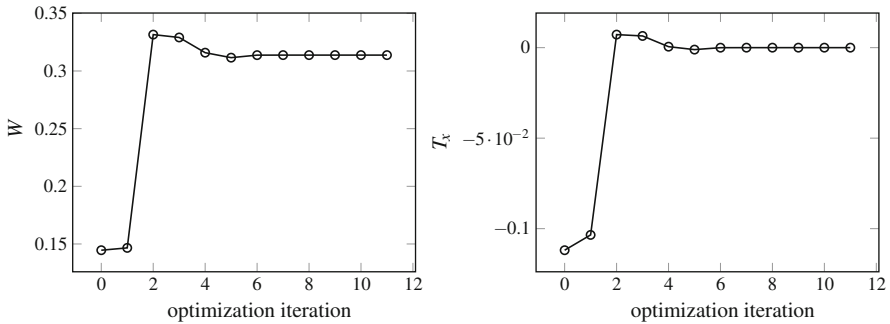 0.35
0.3
0.25
0.2
0.15
W
0 2 4 6 8 10 12
optimization iteration
0
−5·10⁻²
−0.1
Tₓ
0 2 4 6 8 10 12
optimization iteration